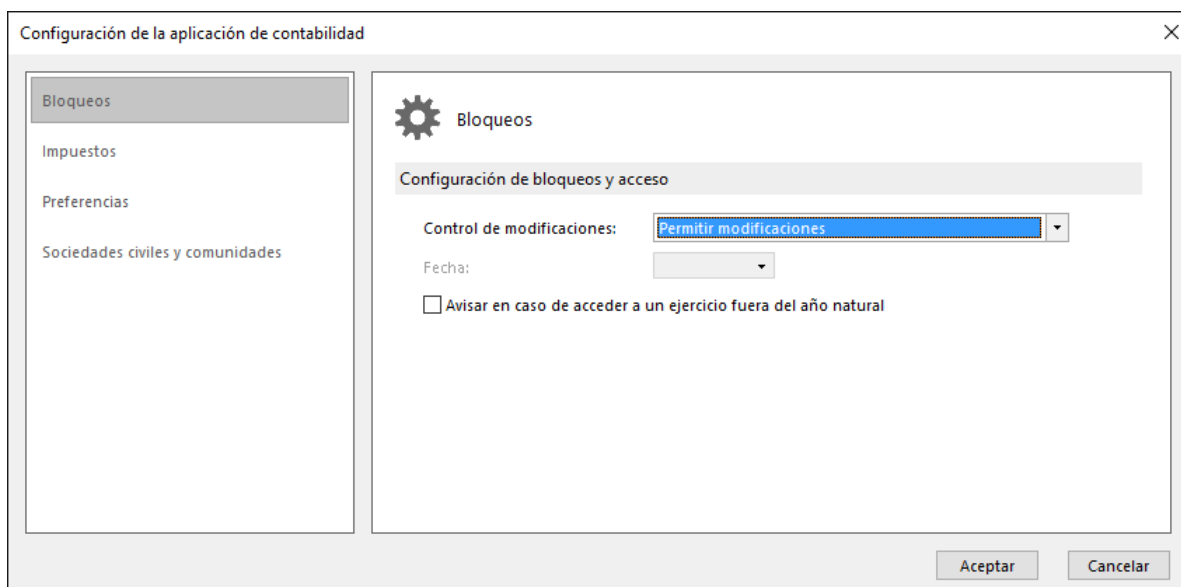 Configuración de la aplicación de contabilidad
Bloqueos
Impuestos
Preferencias
Sociedades civiles y comunidades
Bloqueos
Configuración de bloqueos y acceso
Control de modificaciones: Permitir modificaciones
Fecha:
Avisar en caso de acceder a un ejercicio fuera del año natural
Aceptar Cancelar